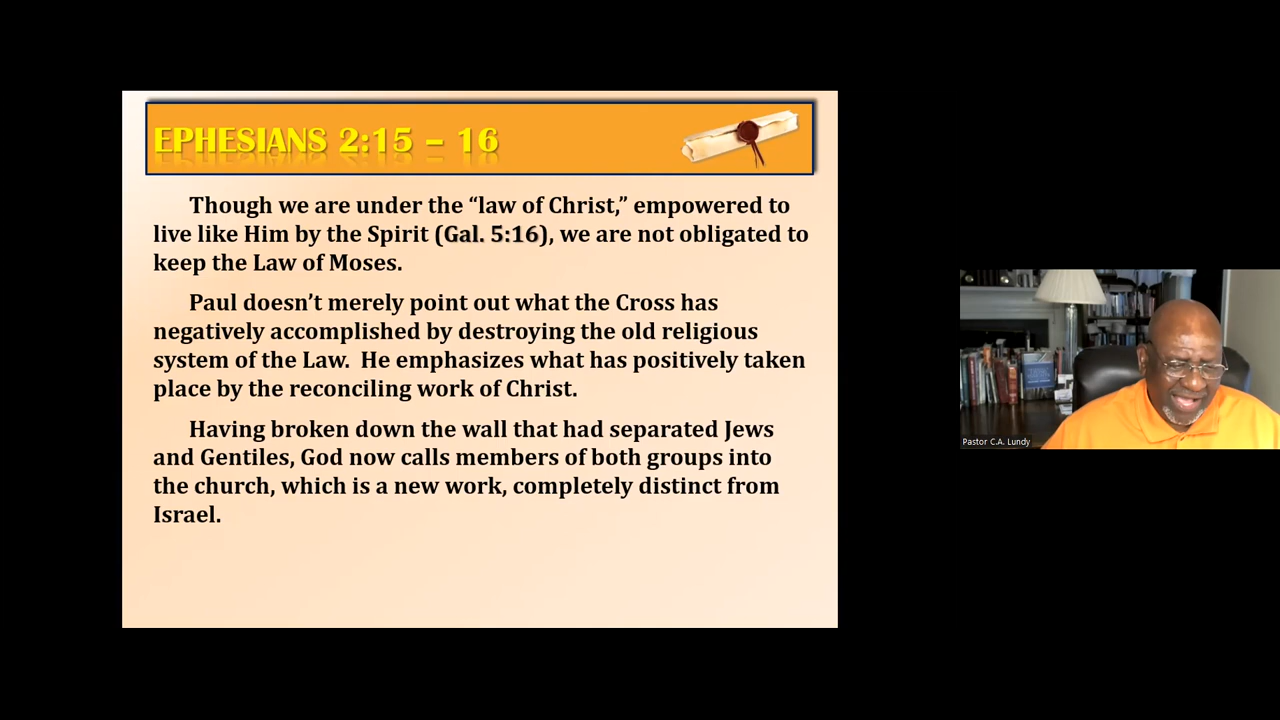 EPHESIANS 2:15 – 16
Though we are under the “law of Christ,” empowered to
live like Him by the Spirit (Gal. 5:16), we are not obligated to
keep the Law of Moses.
Paul doesn’t merely point out what the Cross has
negatively accomplished by destroying the old religious
system of the Law.  He emphasizes what has positively taken
place by the reconciling work of Christ.
Having broken down the wall that had separated Jews
and Gentiles, God now calls members of both groups into
the church, which is a new work, completely distinct from
Israel.
Pastor C.A. Lundy